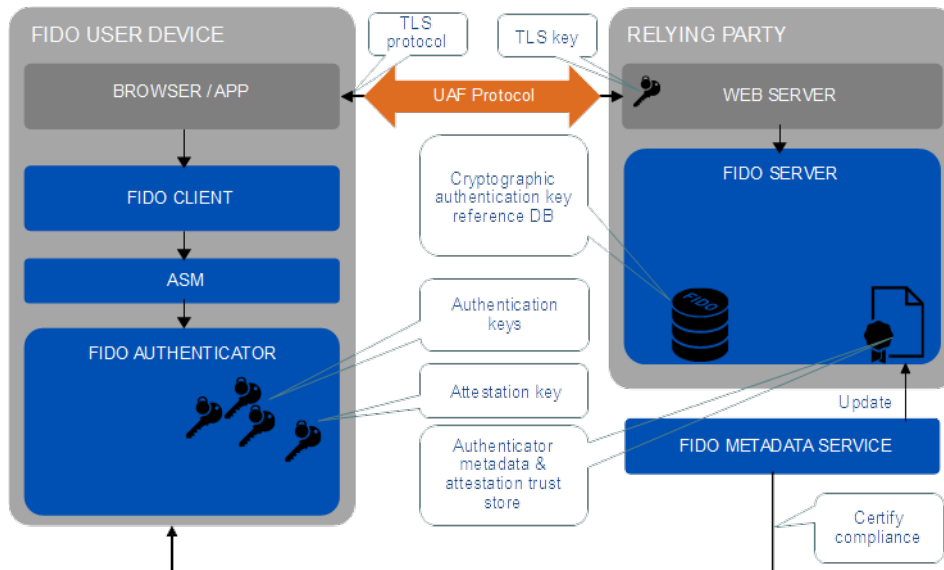 FIDO USER DEVICE
TLS
protocol
TLS key
RELYING PARTY
BROWSER / APP
UAF Protocol
WEB SERVER
FIDO CLIENT
Cryptographic
authentication key
reference DB
FIDO SERVER
ASM
FIDO
Authentication
keys
FIDO AUTHENTICATOR
Attestation key
Update
Authenticator
metadata &
attestation trust
store
FIDO METADATA SERVICE
Certify
compliance